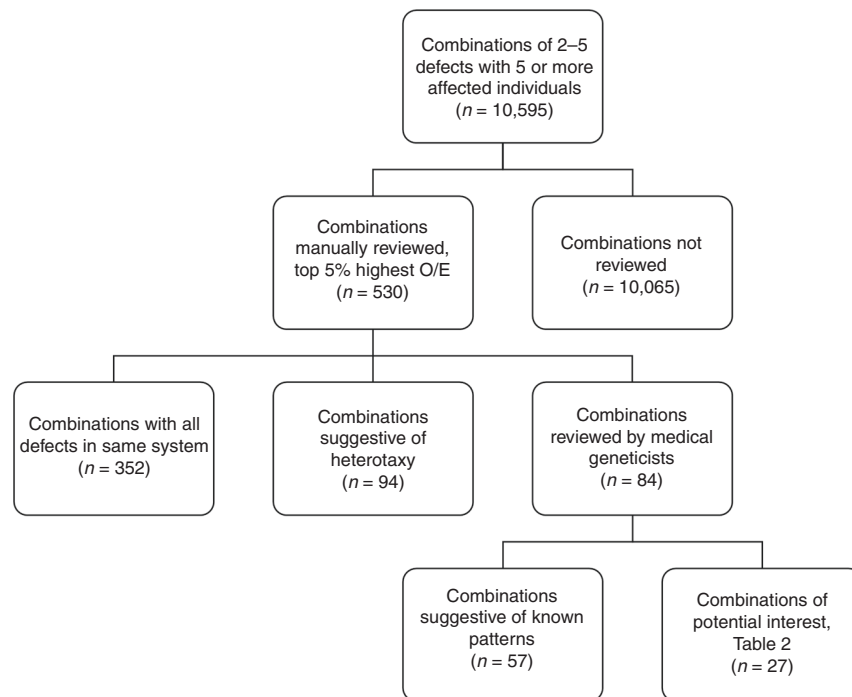 Combinations of 2–5
defects with 5 or more
affected individuals
(n = 10,595)
Combinations
manually reviewed,
top 5% highest O/E
(n = 530)
Combinations not
reviewed
(n = 10,065)
Combinations with all
defects in same system
(n = 352)
Combinations
suggestive of
heterotaxy
(n = 94)
Combinations
reviewed by medical
geneticists
(n = 84)
Combinations
suggestive of known
patterns
(n = 57)
Combinations of
potential interest,
Table 2
(n = 27)